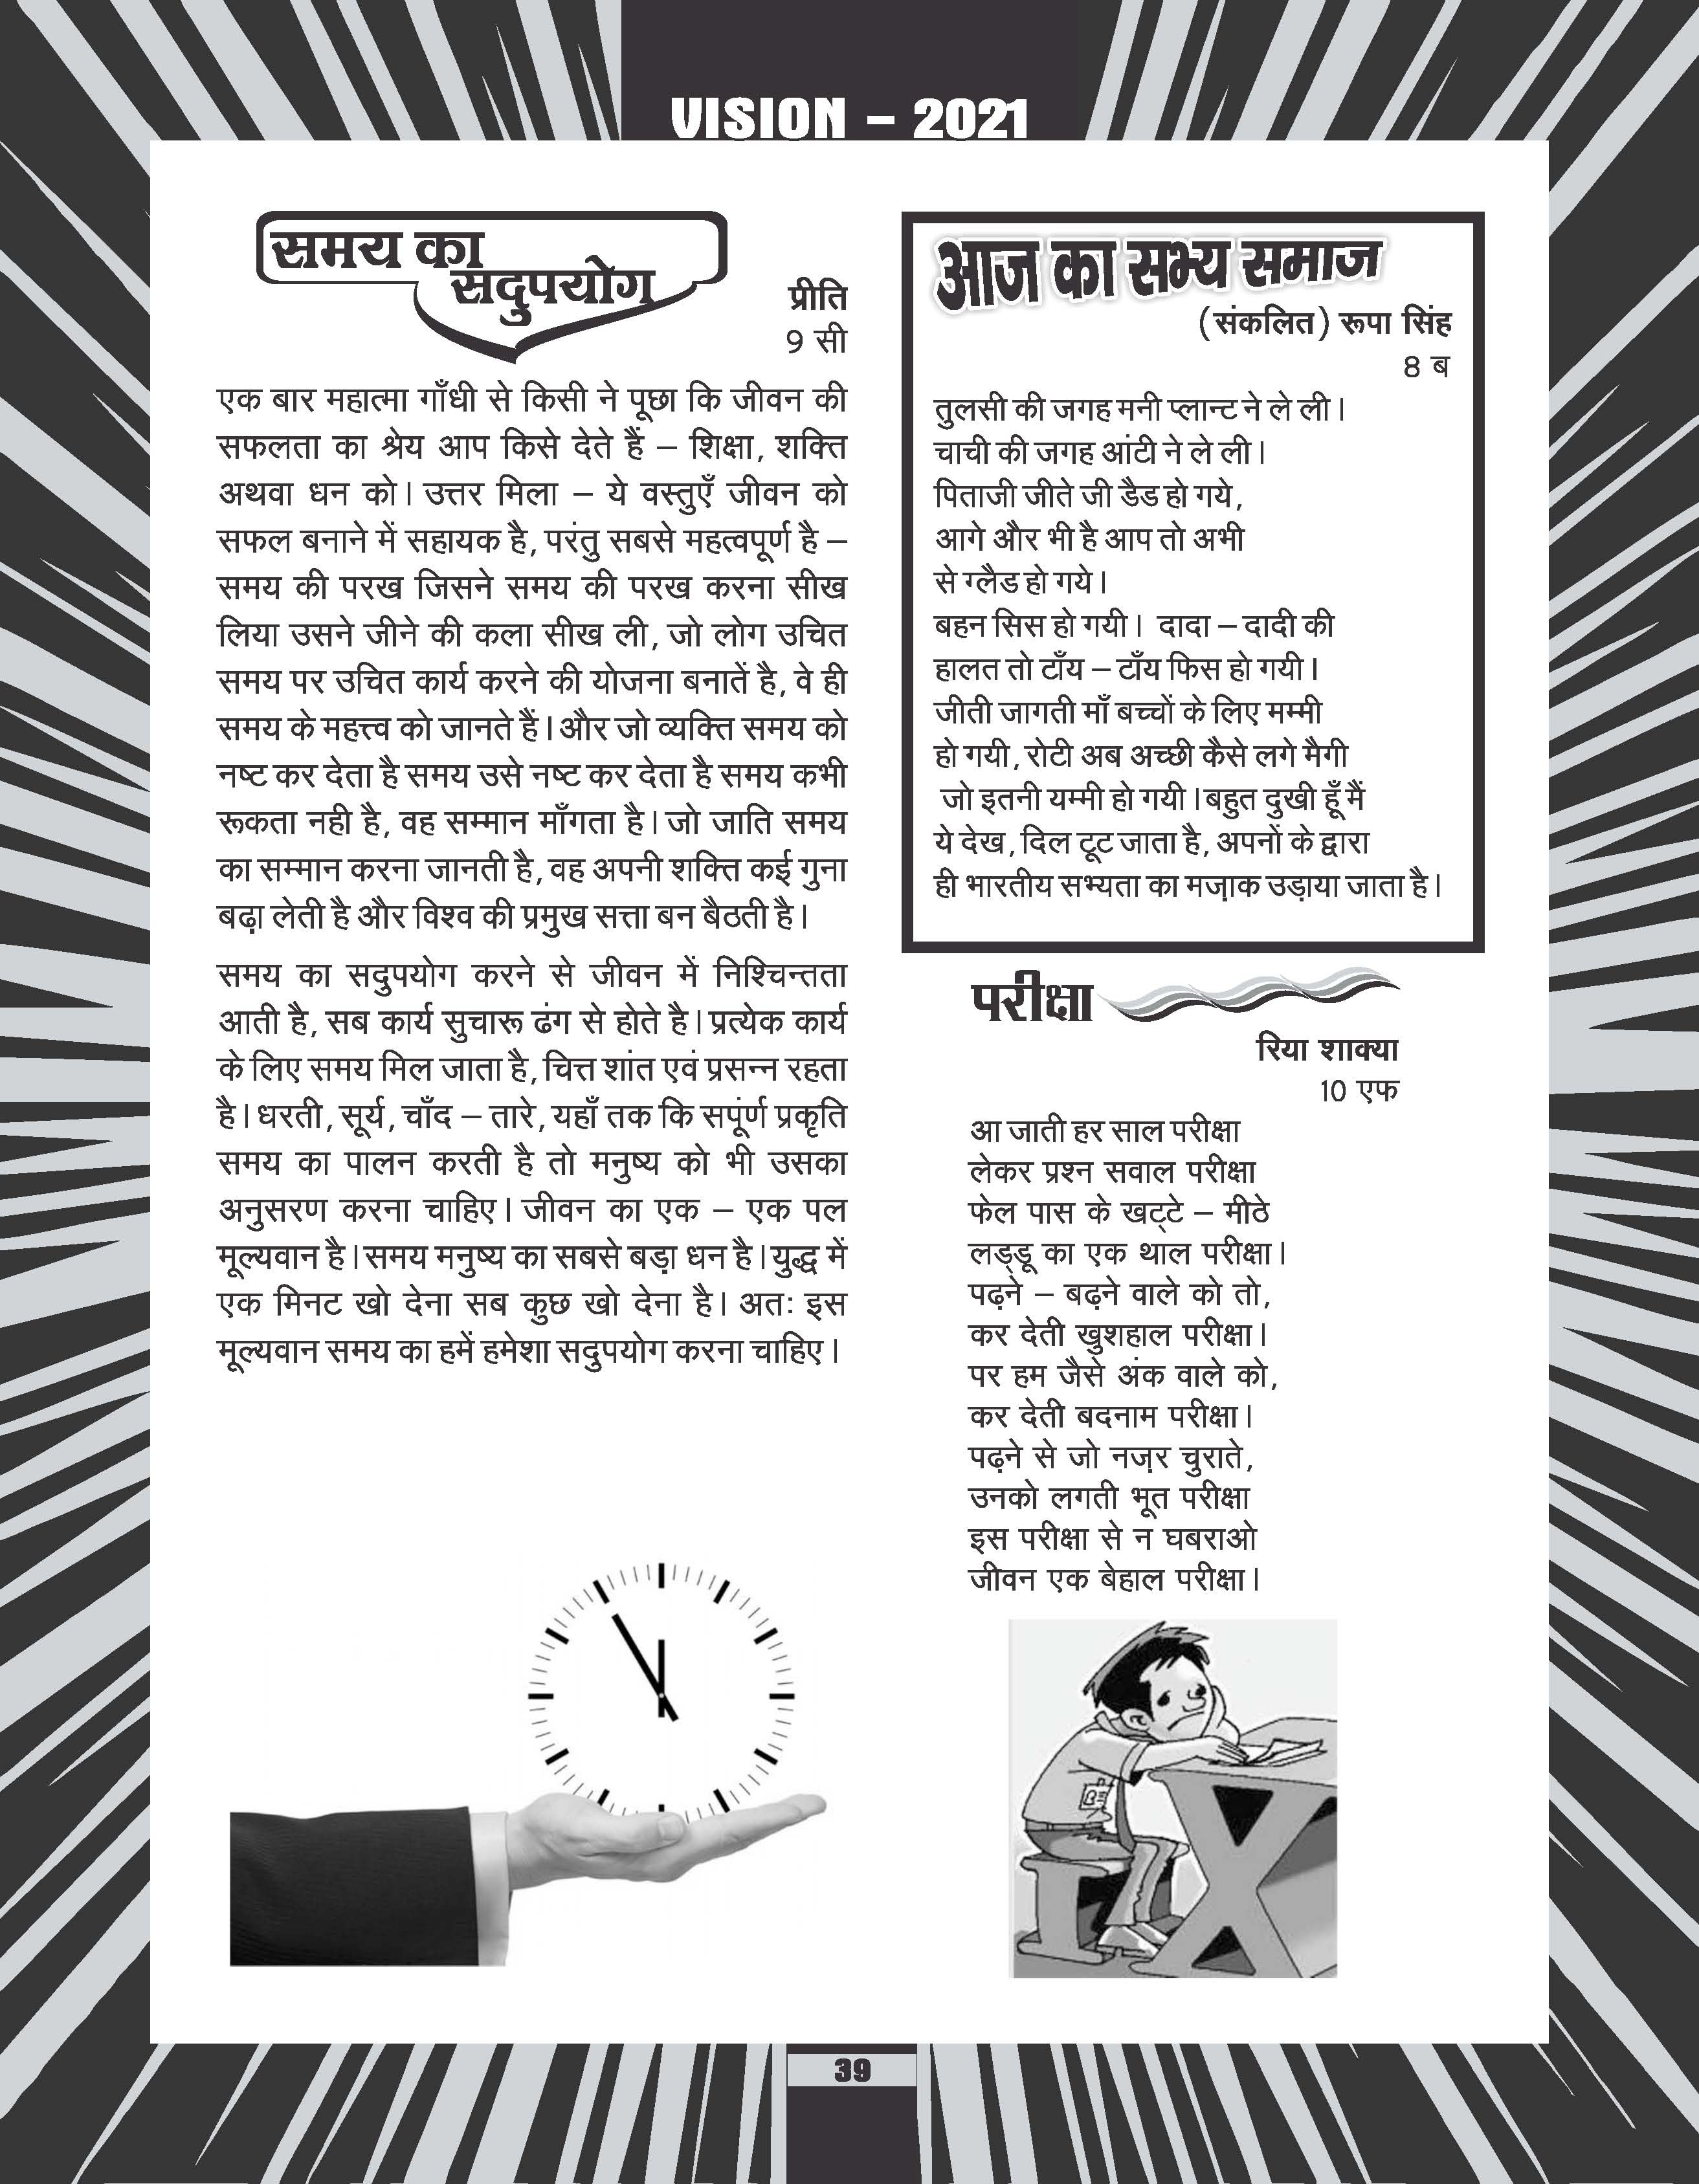 VISION – 2021
समय का
सदुपयोग
प्रीति
9 सी
एक बार महात्मा गाँधी से किसी ने पूछा कि जीवन की
सफलता का श्रेय आप किसे देते हैं – शिक्षा, शक्ति
अथवा धन को। उत्तर मिला – ये वस्तुएँ जीवन को
सफल बनाने में सहायक है, परंतु सबसे महत्वपूर्ण है –
समय की परख जिसने समय की परख करना सीख
लिया उसने जीने की कला सीख ली, जो लोग उचित
समय पर उचित कार्य करने की योजना बनातें है, वे ही
समय के महत्त्व को जानते हैं। और जो व्यक्ति समय को
नष्ट कर देता है समय उसे नष्ट कर देता है समय कभी
रूकता नही है, वह सम्मान माँगता है। जो जाति समय
का सम्मान करना जानती है, वह अपनी शक्ति कई गुना
बढ़ा लेती है और विश्व की प्रमुख सत्ता बन बैठती है।
समय का सदुपयोग करने से जीवन में निश्चिन्तता
आती है, सब कार्य सुचारू ढंग से होते है। प्रत्येक कार्य
के लिए समय मिल जाता है, चित्त शांत एवं प्रसन्न रहता
है। धरती, सूर्य, चाँद – तारे, यहाँ तक कि सपूंर्ण प्रकृति
समय का पालन करती है तो मनुष्य को भी उसका
अनुसरण करना चाहिए। जीवन का एक – एक पल
मूल्यवान है। समय मनुष्य का सबसे बड़ा धन है। युद्ध में
एक मिनट खो देना सब कुछ खो देना है। अतः इस
मूल्यवान समय का हमें हमेशा सदुपयोग करना चाहिए।
आज का सभ्य समाज
(संकलित) रूपा सिंह
8 ब
तुलसी की जगह मनी प्लान्ट ने ले ली।
चाची की जगह आंटी ने ले ली।
पिताजी जीते जी डैड हो गये,
आगे और भी है आप तो अभी
से ग्लैड हो गये।
बहन सिस हो गयी। दादा – दादी की
हालत तो टाँय – टाँय फिस हो गयी।
जीती जागती माँ बच्चों के लिए मम्मी
हो गयी, रोटी अब अच्छी कैसे लगे मैगी
जो इतनी यम्मी हो गयी। बहुत दुखी हूँ मैं
ये देख, दिल टूट जाता है, अपनों के द्वारा
ही भारतीय सभ्यता का मज़ाक उड़ाया जाता है।
परीक्षा
रिया शाक्या
10 एफ
आ जाती हर साल परीक्षा
लेकर प्रश्न सवाल परीक्षा
फेल पास के खट्टे – मीठे
लड्डू का एक थाल परीक्षा।
पढ़ने – बढ़ने वाले को तो,
कर देती खुशहाल परीक्षा।
पर हम जैसे अंक वाले को,
कर देती बदनाम परीक्षा।
पढ़ने से जो नज़र चुराते,
उनको लगती भूत परीक्षा
इस परीक्षा से न घबराओ
जीवन एक बेहाल परीक्षा।
39